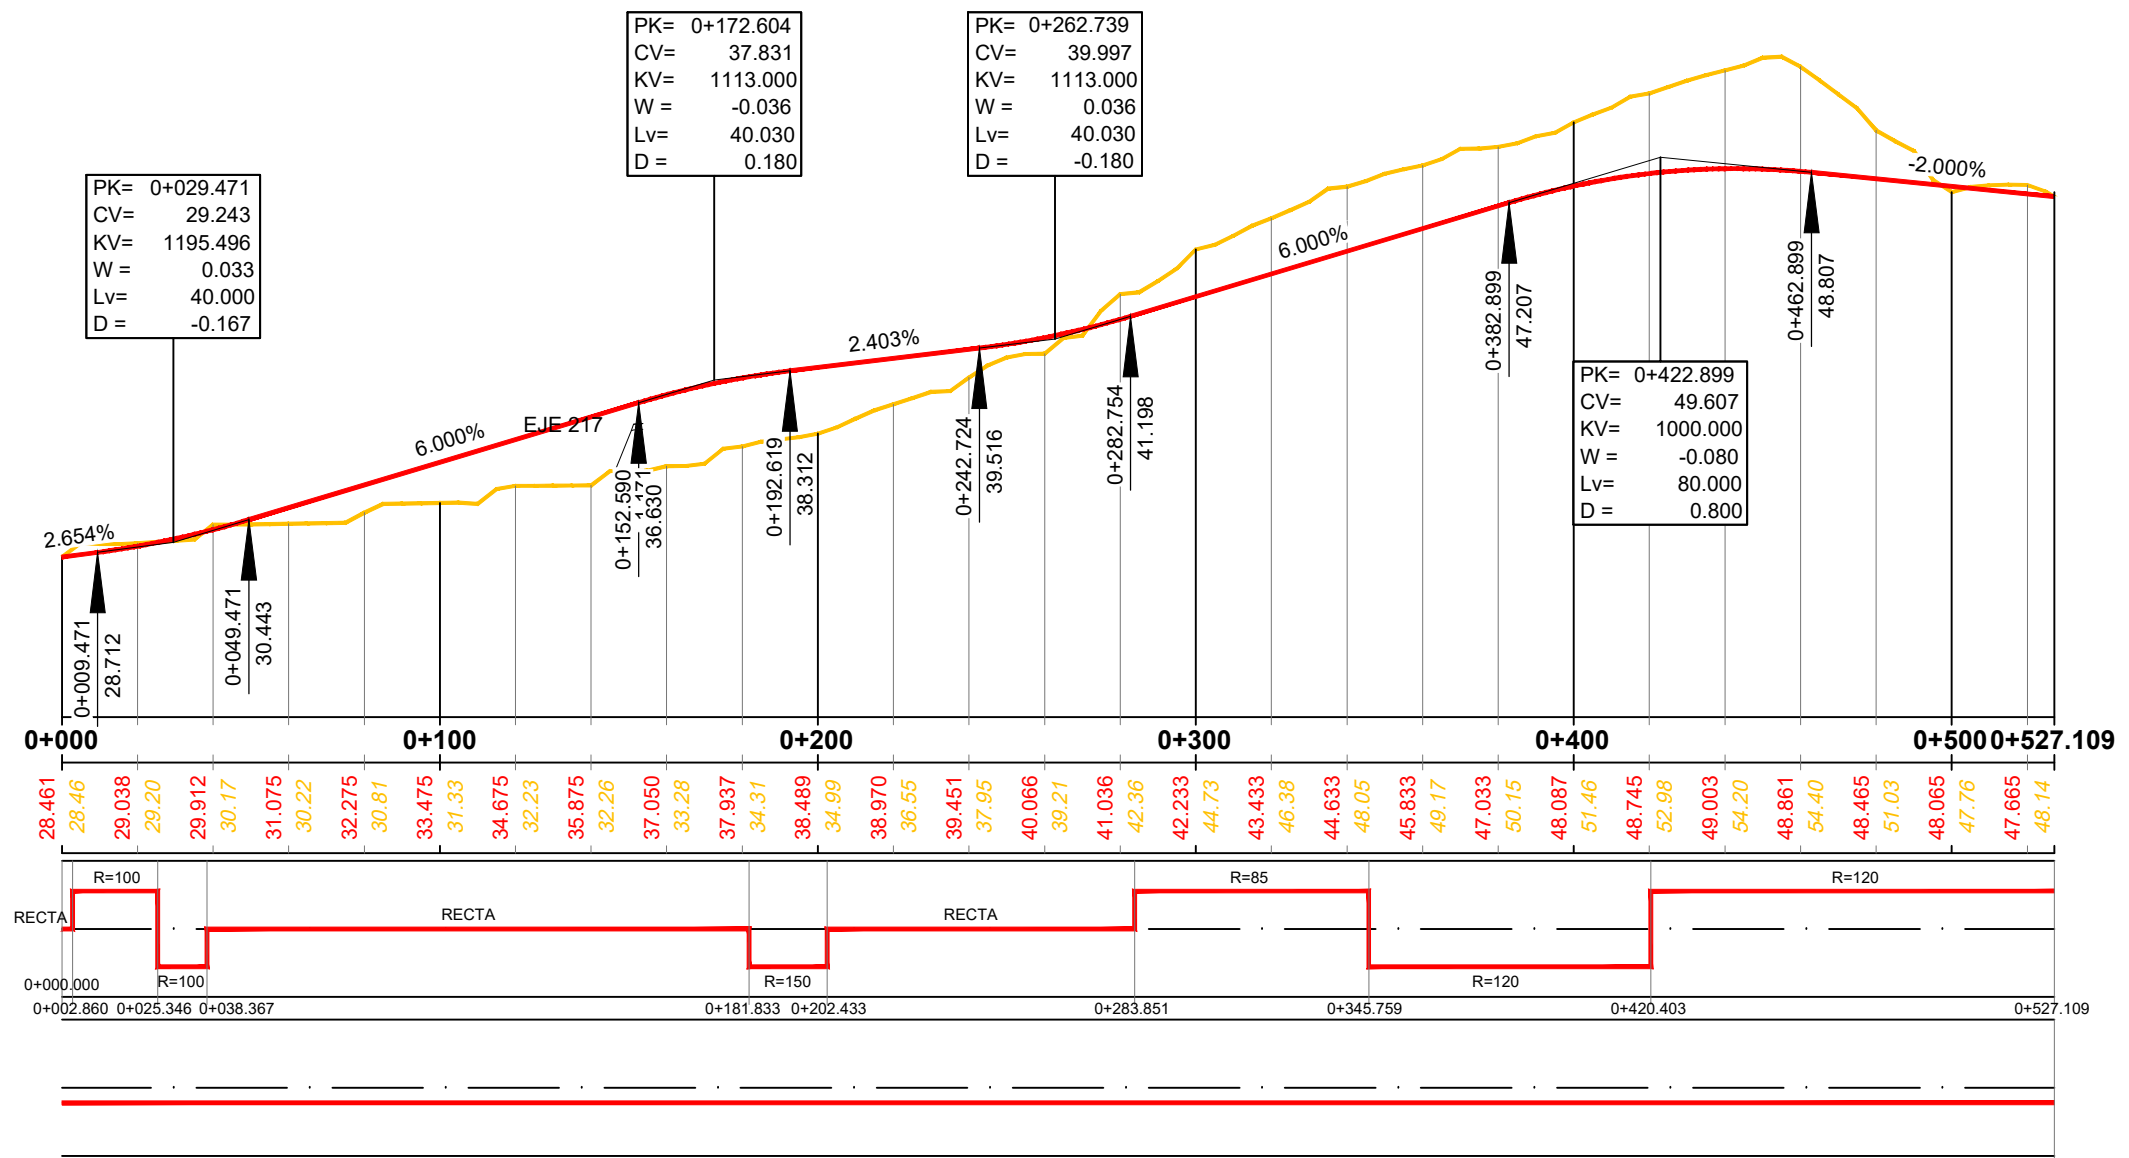 PK= 0+172.604
CV= 37.831
KV= 1113.000
W = -0.036
Lv= 40.030
D = 0.180
PK= 0+262.739
CV= 39.997
KV= 1113.000
W = 0.036
Lv= 40.030
D = -0.180
PK= 0+029.471
CV= 29.243
KV= 1195.496
W = 0.033
Lv= 40.000
D = -0.167
PK= 0+422.899
CV= 49.607
KV= 1000.000
W = -0.080
Lv= 80.000
D = 0.800
2.654%
6.000%
EJE 217
2.403%
6.000%
-2.000%
0+009.471
28.712
0+049.471
30.443
0+152.590
36.630
0+192.619
38.312
0+242.724
39.516
0+282.754
41.198
0+382.899
47.207
0+462.899
48.807
0+000
0+100
0+200
0+300
0+400
0+500
0+527.109
28.461
28.46
29.038
29.20
29.912
30.17
31.075
30.22
32.275
30.81
33.475
31.33
34.675
32.23
35.875
32.26
37.050
33.28
37.937
34.31
38.489
34.99
38.970
36.55
39.451
37.95
40.066
39.21
41.036
42.36
42.233
44.73
43.433
46.38
44.633
48.05
45.833
49.17
47.033
50.15
48.087
51.46
48.745
52.98
49.003
54.20
48.861
54.40
48.465
51.03
48.065
47.76
47.665
48.14
RECTA
R=100
R=100
RECTA
R=150
RECTA
R=85
R=120
R=120
0+000.000
0+002.860
0+025.346
0+038.367
0+181.833
0+202.433
0+283.851
0+345.759
0+420.403
0+527.109